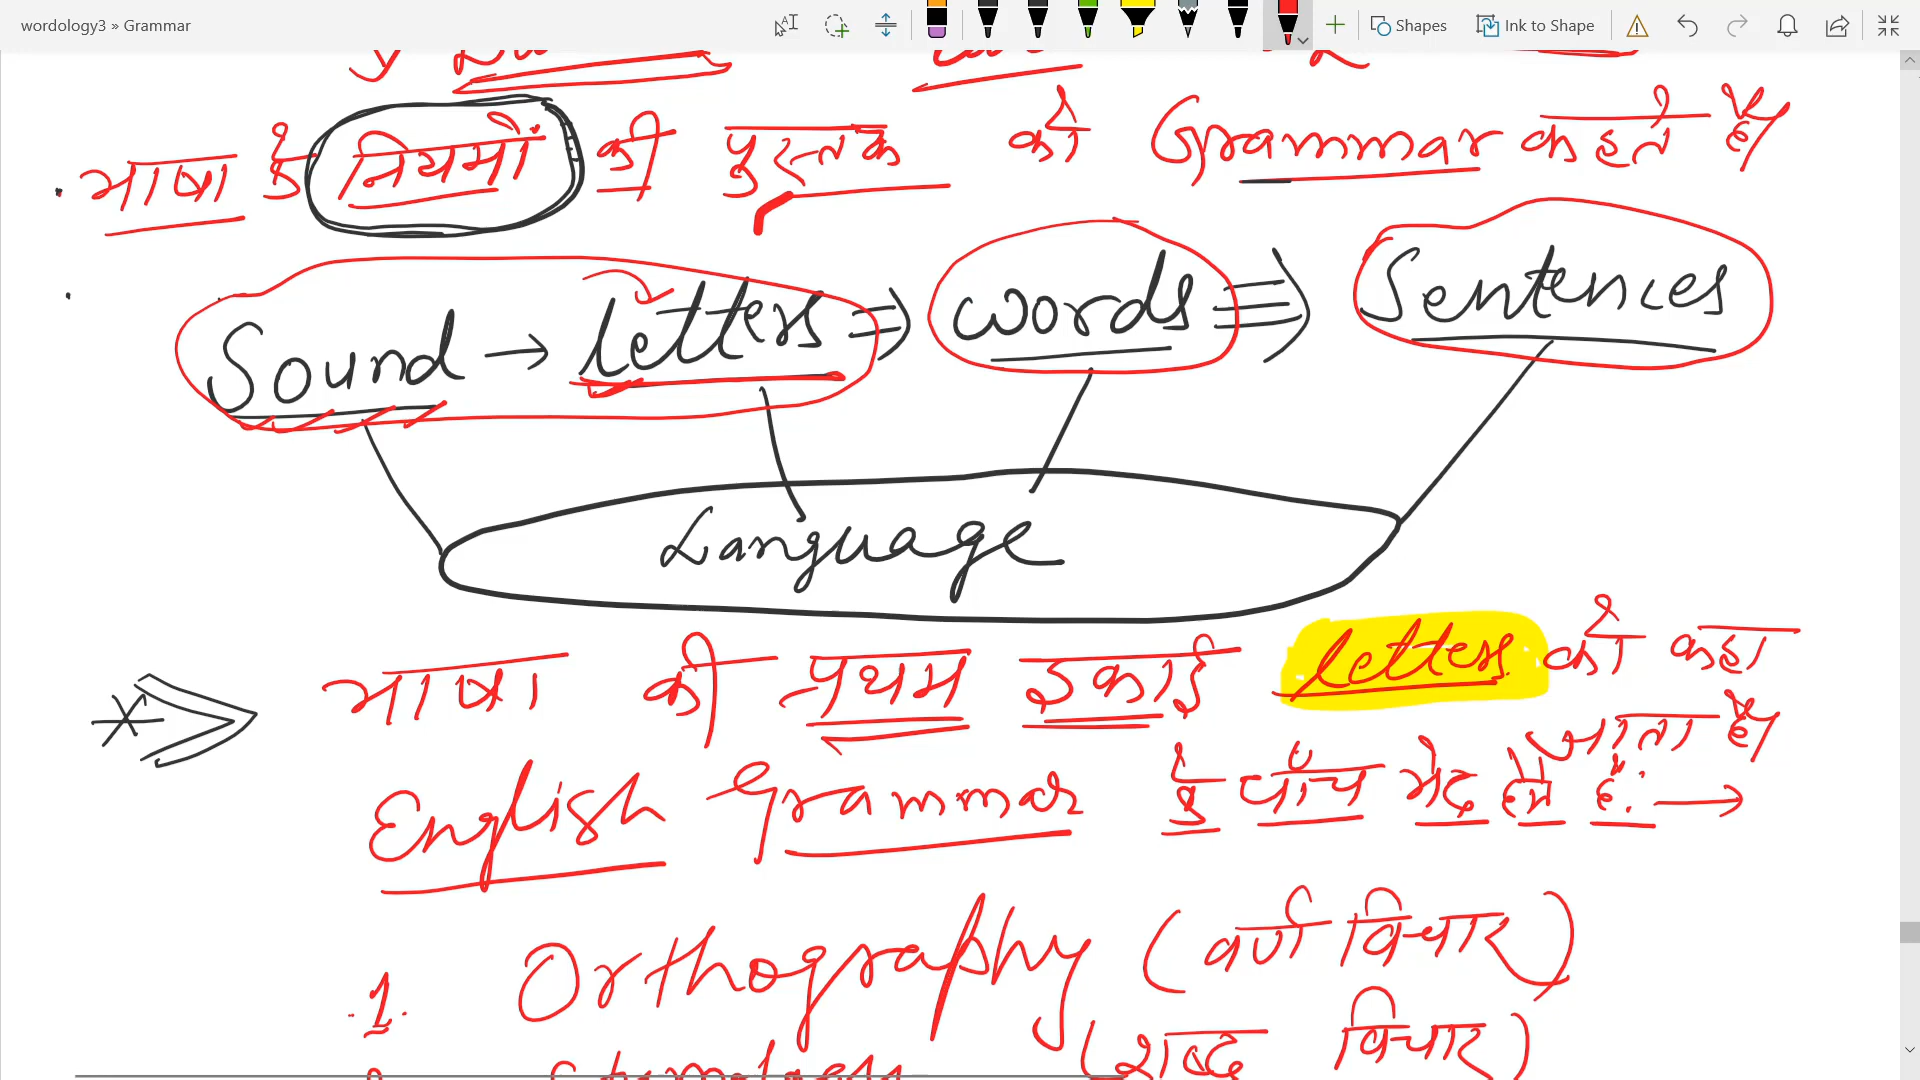 wordology3 » Grammar
Shapes
Ink to Shape
भाषा के नियमों की पुस्तक को Grammar कहते है
Sound → letters ⇒ words ⇒ Sentences
Language
भाषा की प्रथम इकाई letters को कहा
जाता है
English Grammar के पाँच भेद होते हैं: →
1. Orthography (वर्ण विचार)
(शब्द विचार)